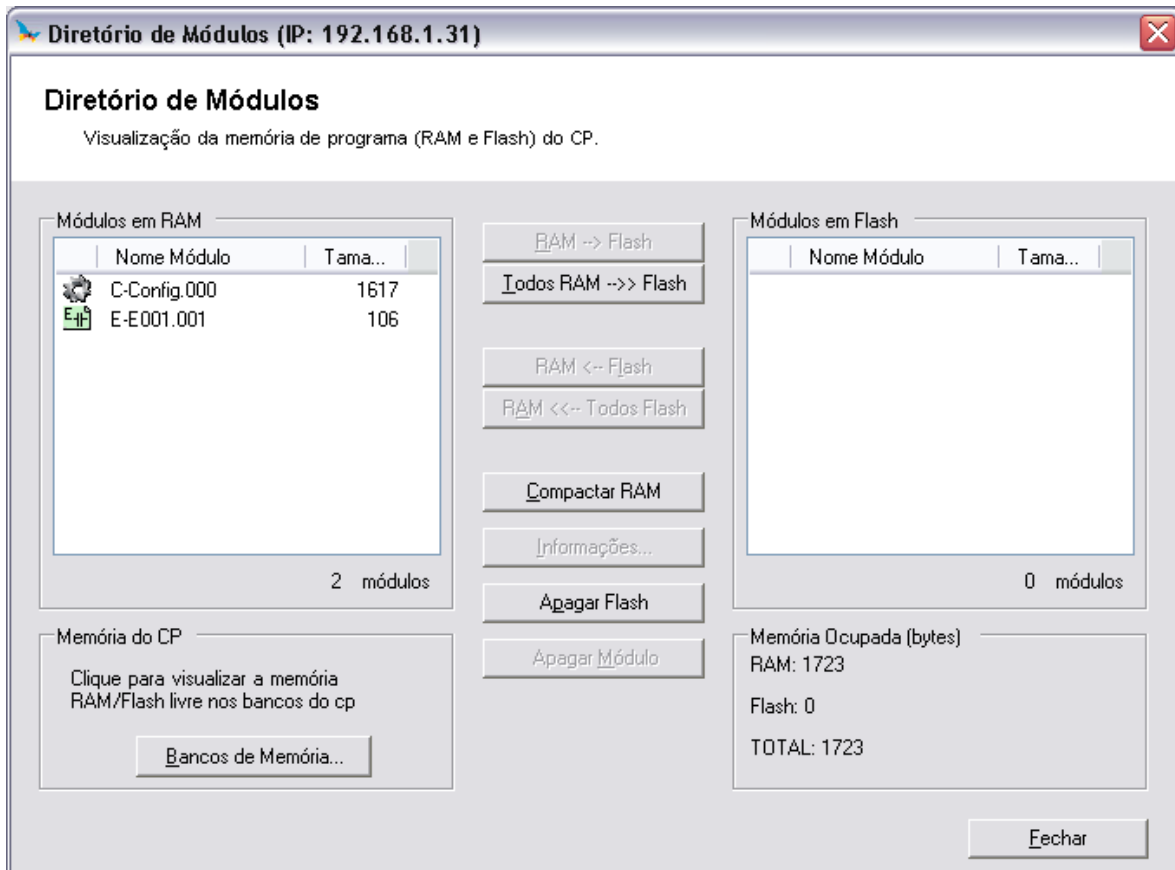 Diretório de Módulos (IP: 192.168.1.31)
Diretório de Módulos
Visualização da memória de programa (RAM e Flash) do CP.
Módulos em RAM
Nome Módulo Tama...
C-Config.000 1617
E-E001.001 106
2 módulos
RAM --> Flash
Todos RAM -->> Flash
RAM <-- Flash
RAM <<-- Todos Flash
Compactar RAM
Informações...
Apagar Flash
Apagar Módulo
Módulos em Flash
Nome Módulo Tama...
0 módulos
Memória do CP
Clique para visualizar a memória
RAM/Flash livre nos bancos do cp
Bancos de Memória...
Memória Ocupada (bytes)
RAM: 1723
Flash: 0
TOTAL: 1723
Fechar